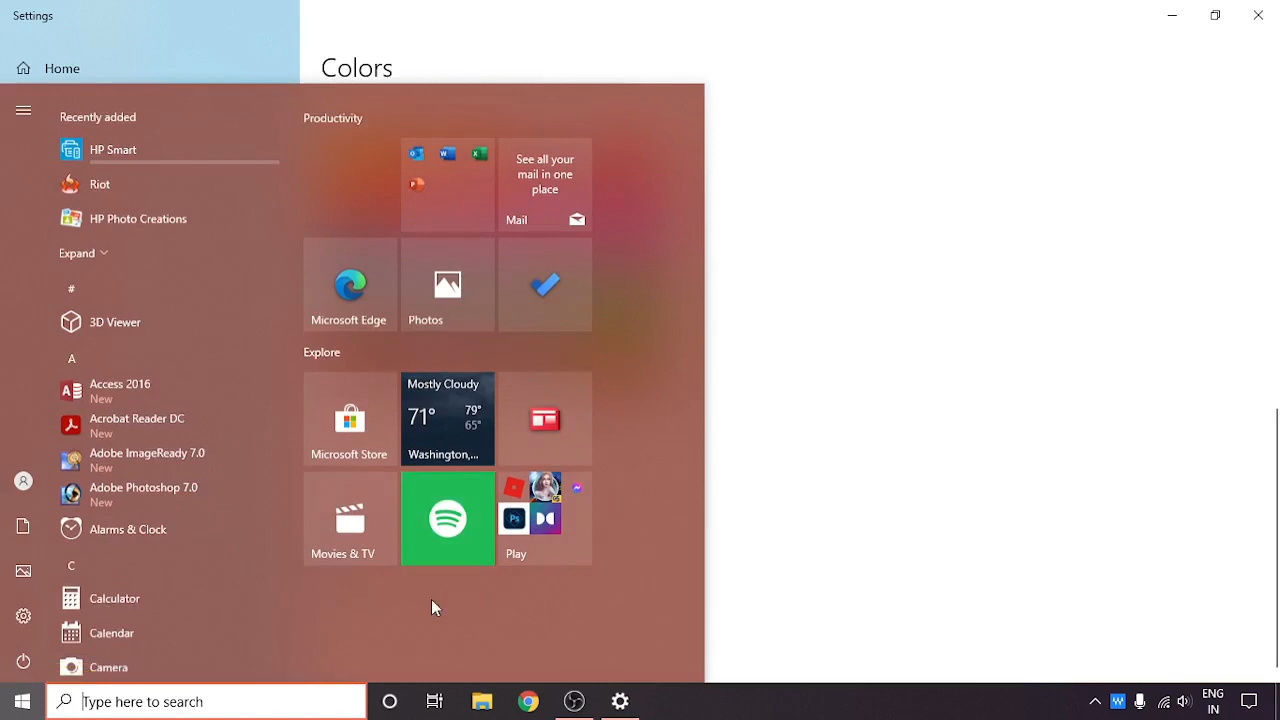 Settings
Home
Colors
Recently added
HP Smart
Riot
HP Photo Creations
Expand
#
3D Viewer
A
Access 2016
New
Acrobat Reader DC
New
Adobe ImageReady 7.0
New
Adobe Photoshop 7.0
New
Alarms & Clock
C
Calculator
Calendar
Camera
Productivity
See all your
mail in one
place
Mail
Microsoft Edge
Photos
Explore
Microsoft Store
Mostly Cloudy
71° 79°
65°
Washington,...
Movies & TV
Ps
Play
Type here to search
ENG
IN